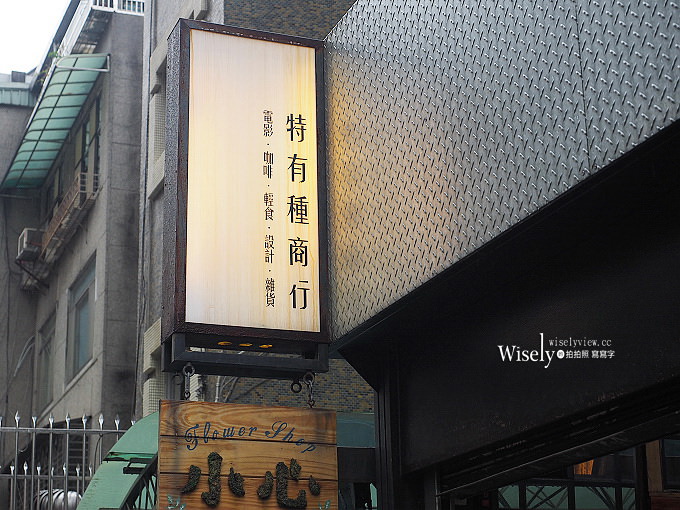 特有種商行
電影・咖啡・輕食・設計・雜貨
wiselyview.cc
Wisely 拍拍照 寫寫字
Flower Shop
小心